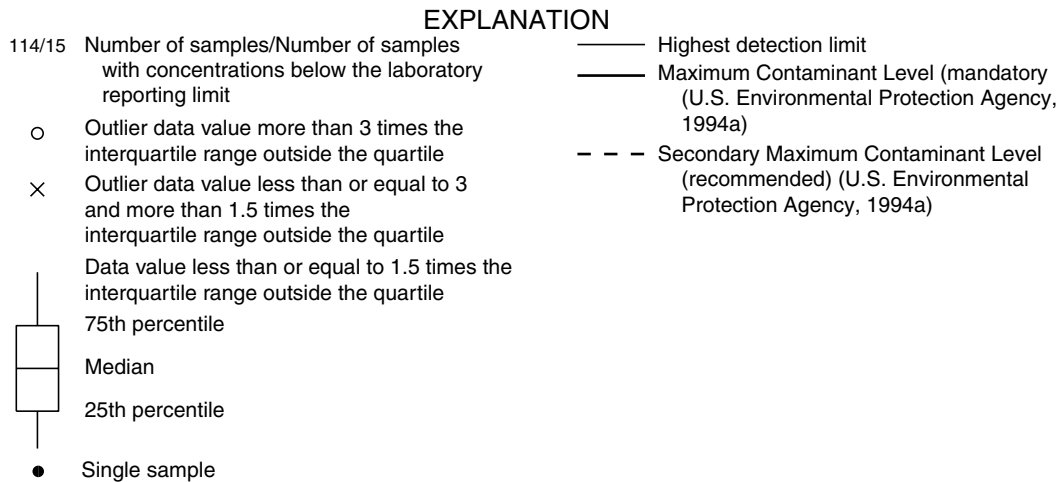 EXPLANATION
114/15 Number of samples/Number of samples
with concentrations below the laboratory
reporting limit
Outlier data value more than 3 times the
interquartile range outside the quartile
Outlier data value less than or equal to 3
and more than 1.5 times the
interquartile range outside the quartile
Data value less than or equal to 1.5 times the
interquartile range outside the quartile
75th percentile
Median
25th percentile
Single sample
Highest detection limit
Maximum Contaminant Level (mandatory
(U.S. Environmental Protection Agency,
1994a)
Secondary Maximum Contaminant Level
(recommended) (U.S. Environmental
Protection Agency, 1994a)